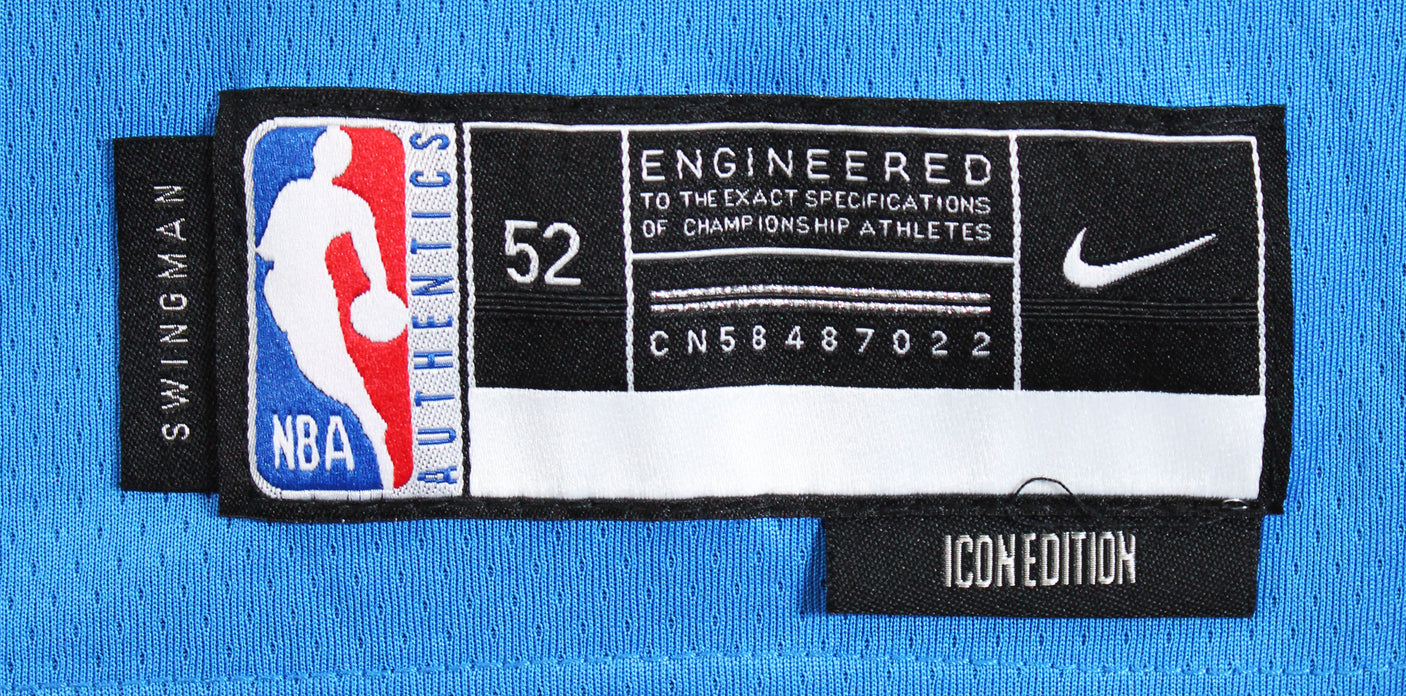 SWINGMAN
NBA
AUTHENTICS
52
ENGINEERED
TO THE EXACT SPECIFICATIONS
OF CHAMPIONSHIP ATHLETES
CN58487022
ICON EDITION